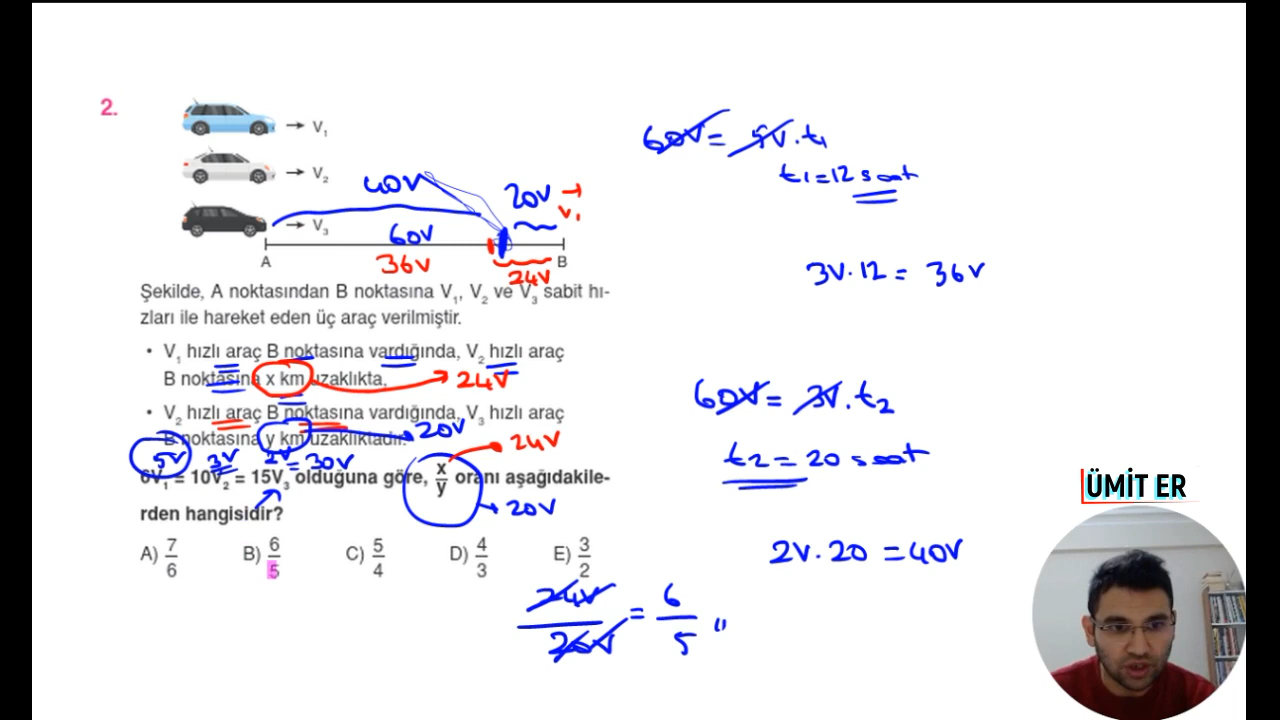 2.
→ V₁
→ V₂
→ V₃
40V
20V →
V₁
60V
A
36V
24V
B
Şekilde, A noktasından B noktasına V₁, V₂ ve V₃ sabit hı-
zları ile hareket eden üç araç verilmiştir.
• V₁ hızlı araç B noktasına vardığında, V₂ hızlı araç
B noktasına x km uzaklıkta,
24V
• V₂ hızlı araç B noktasına vardığında, V₃ hızlı araç
B noktasına y km uzaklıktadır.
20V
24V
5V 3V 2V = 30V
6V₁ = 10V₂ = 15V₃ olduğuna göre, x/y oranı aşağıdakile-
20V
rden hangisidir?
A) 7/6 B) 6/5 C) 5/4 D) 4/3 E) 3/2
24V/20V = 6/5 "
60V = 5V.t₁
t₁ = 12 saat
3V.12 = 36V
60V = 3V.t₂
t₂ = 20 saat
2V.20 = 40V
ÜMİT ER